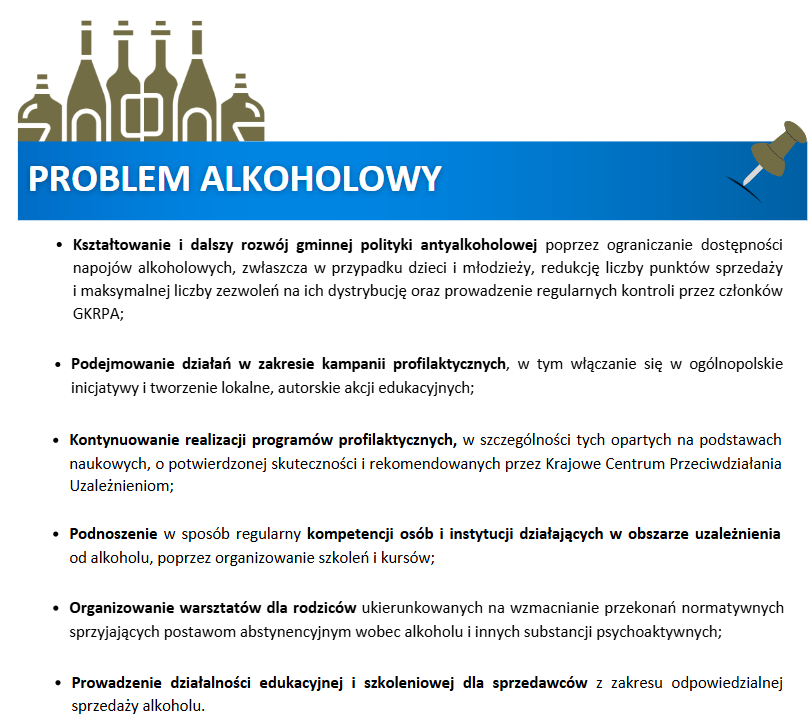 PROBLEM ALKOHOLOWY
• Kształtowanie i dalszy rozwój gminnej polityki antyalkoholowej poprzez ograniczanie dostępności
napojów alkoholowych, zwłaszcza w przypadku dzieci i młodzieży, redukcję liczby punktów sprzedaży
i maksymalnej liczby zezwoleń na ich dystrybucję oraz prowadzenie regularnych kontroli przez członków
GKRPA;
• Podejmowanie działań w zakresie kampanii profilaktycznych, w tym włączanie się w ogólnopolskie
inicjatywy i tworzenie lokalne, autorskie akcji edukacyjnych;
• Kontynuowanie realizacji programów profilaktycznych, w szczególności tych opartych na podstawach
naukowych, o potwierdzonej skuteczności i rekomendowanych przez Krajowe Centrum Przeciwdziałania
Uzależnieniom;
• Podnoszenie w sposób regularny kompetencji osób i instytucji działających w obszarze uzależnienia
od alkoholu, poprzez organizowanie szkoleń i kursów;
• Organizowanie warsztatów dla rodziców ukierunkowanych na wzmacnianie przekonań normatywnych
sprzyjających postawom abstynencyjnym wobec alkoholu i innych substancji psychoaktywnych;
• Prowadzenie działalności edukacyjnej i szkoleniowej dla sprzedawców z zakresu odpowiedzialnej
sprzedaży alkoholu.